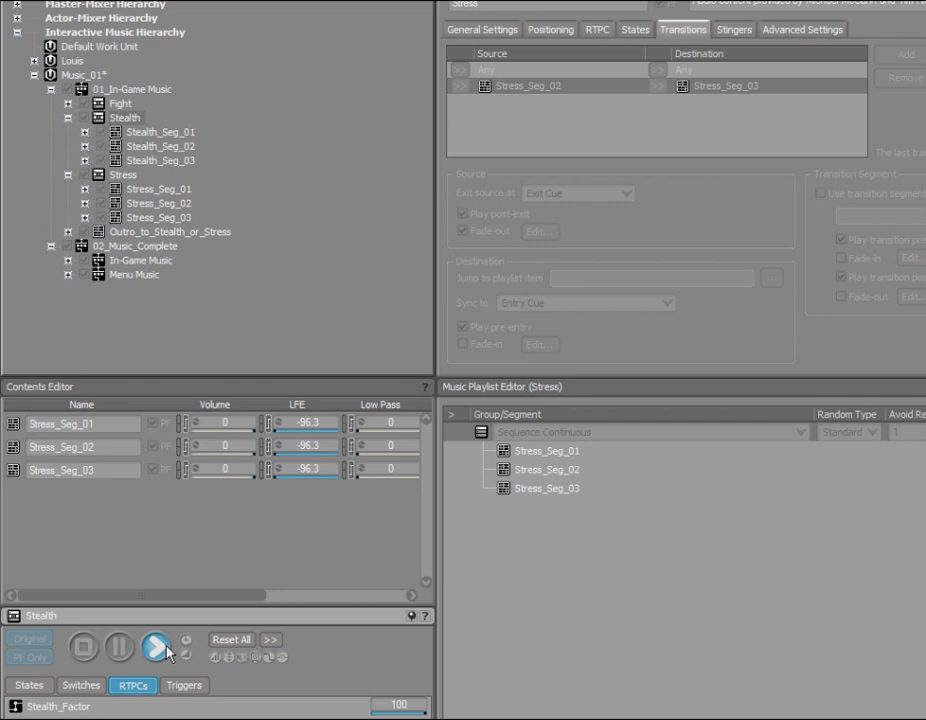 Master-Mixer Hierarchy
Actor-Mixer Hierarchy
Interactive Music Hierarchy
Default Work Unit
Louis
Music_01*
01_In-Game Music
Fight
Stealth
Stealth_Seg_01
Stealth_Seg_02
Stealth_Seg_03
Stress
Stress_Seg_01
Stress_Seg_02
Stress_Seg_03
Outro_to_Stealth_or_Stress
02_Music_Complete
In-Game Music
Menu Music
Stress
General Settings Positioning RTPC States Transitions Stingers Advanced Settings
Source Destination
>> Any >> Any
>> Stress_Seg_02 >> Stress_Seg_03
Add
Remove
The last tra
Source
Exit source at Exit Cue
Play post-exit
Fade-out Edit...
Destination
Jump to playlist item ...
Sync to Entry Cue
Play pre-entry
Fade-in Edit...
Transition Segment
Use transition segment
Play transition pre
Fade-in Edit..
Play transition pos
Fade-out Edit..
Contents Editor ?
Name Volume LFE Low Pass
Stress_Seg_01 PF 0 -96.3 0
Stress_Seg_02 PF 0 -96.3 0
Stress_Seg_03 PF 0 -96.3 0
Music Playlist Editor (Stress)
> Group/Segment Random Type Avoid Re
Sequence Continuous Standard 1
Stress_Seg_01
Stress_Seg_02
Stress_Seg_03
Stealth ?
Original
PF Only
Reset All >>
States Switches RTPCs Triggers
Stealth_Factor 100